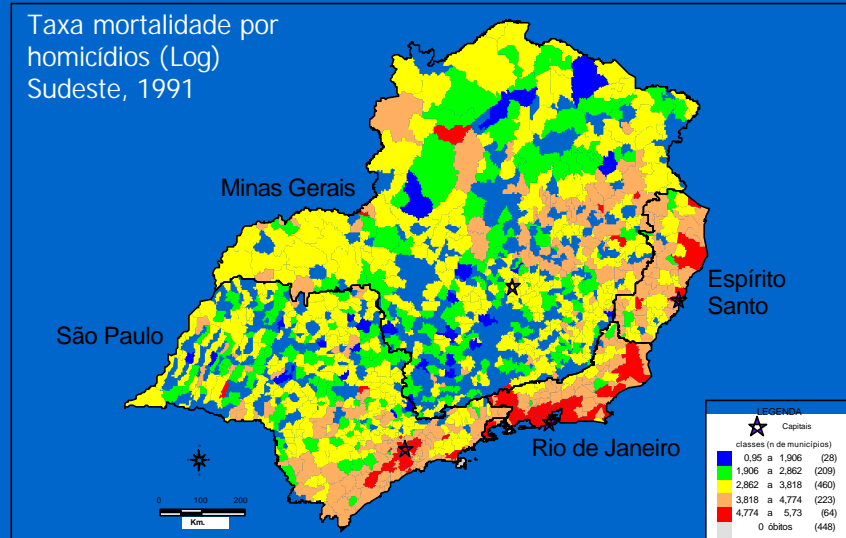 Taxa mortalidade por
homicídios (Log)
Sudeste, 1991
Minas Gerais
Espírito
Santo
São Paulo
Rio de Janeiro
0 100 200
Km.
LEGENDA
Capitais
classes (n de municípios)
0,95 a 1,906 (28)
1,906 a 2,862 (209)
2,862 a 3,818 (460)
3,818 a 4,774 (223)
4,774 a 5,73 (64)
0 óbitos (448)